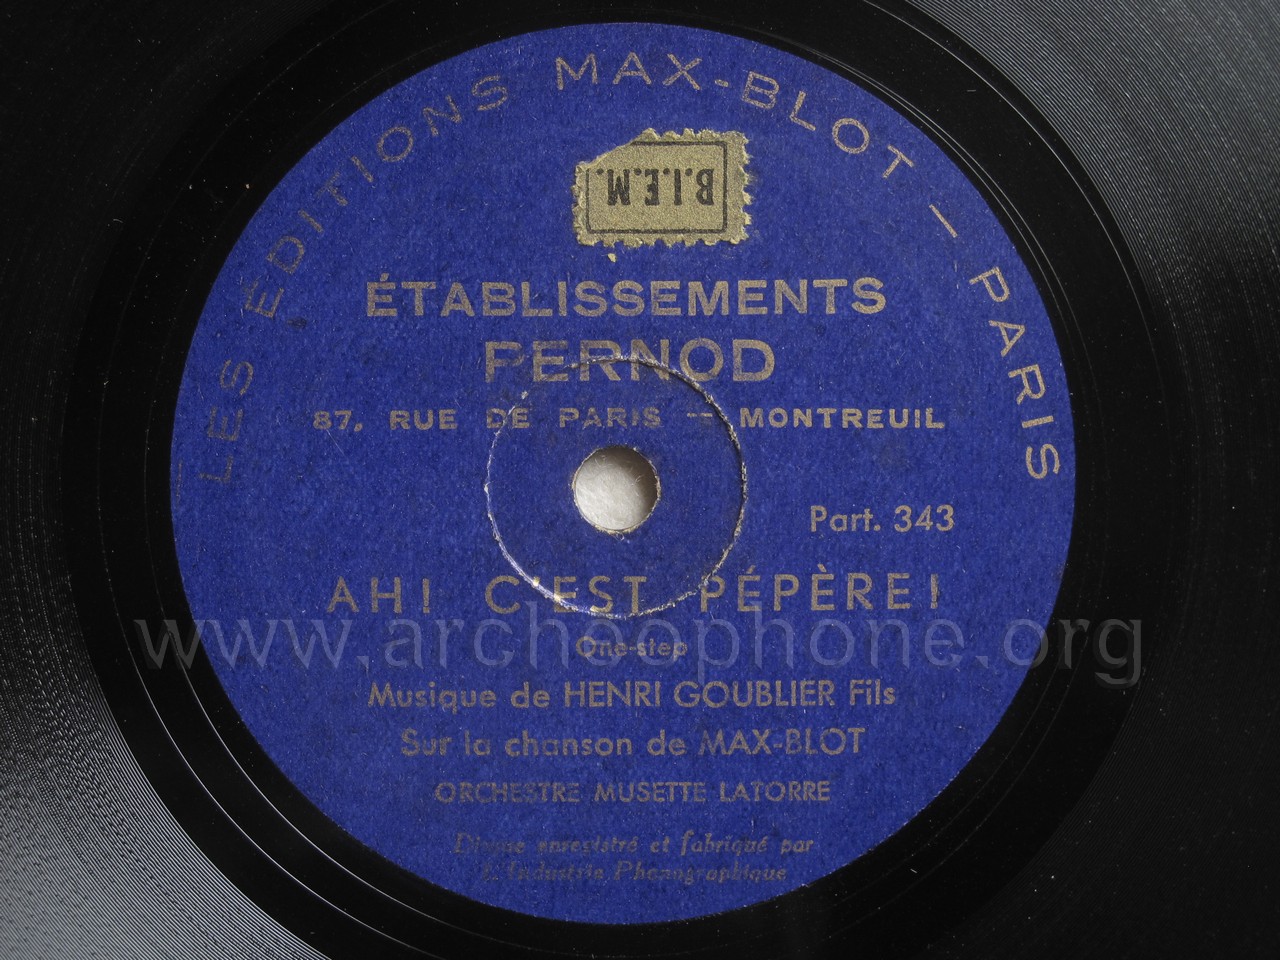 LES ÉDITIONS MAX-BLOT — PARIS
B.I.E.M.
ÉTABLISSEMENTS
PERNOD
87, RUE DE PARIS — MONTREUIL
Part. 343
AH! C'EST PÉPÈRE!
www.archeophone.org
One-step
Musique de HENRI GOUBLIER Fils
Sur la chanson de MAX-BLOT
ORCHESTRE MUSETTE LATORRE
Disque enregistré et fabriqué par
L'Industrie Phonographique